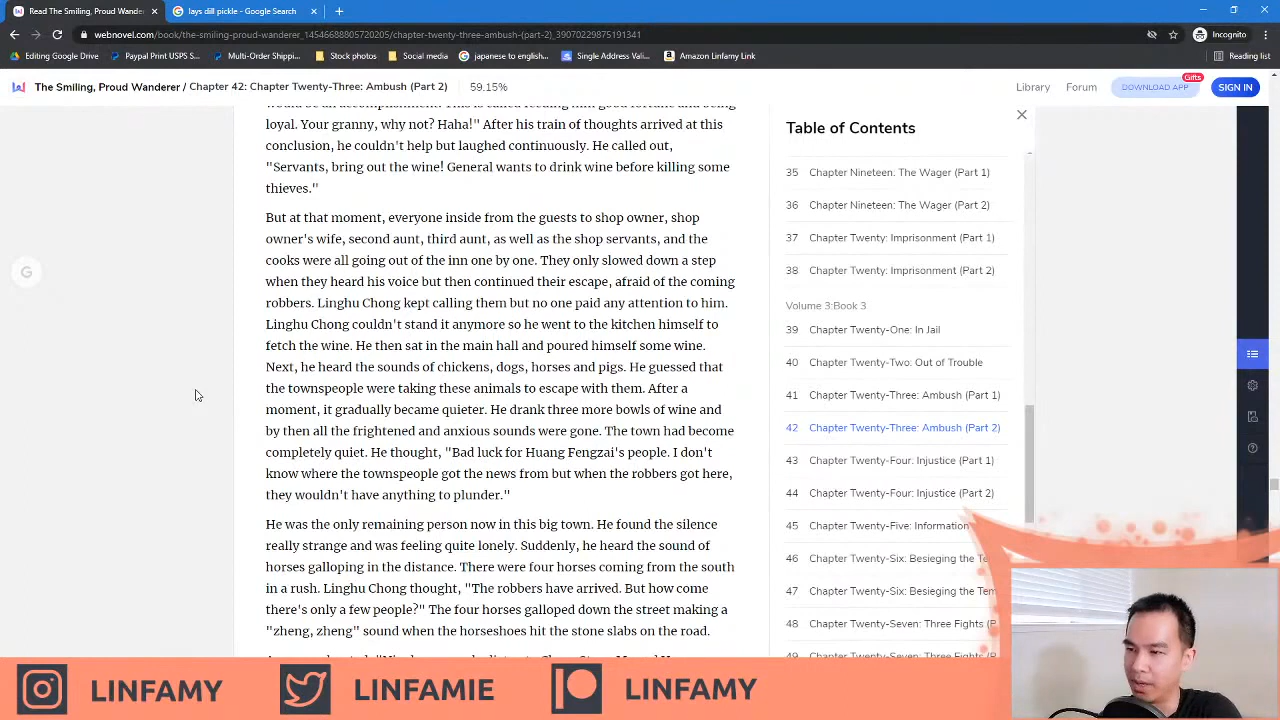 Read The Smiling, Proud Wande
lays dill pickle - Google Search
webnovel.com/book/the-smiling-proud-wanderer_14546688805720205/chapter-twenty-three-ambush-(part-2)_39070229875191341
Incognito
Editing Google Drive
Paypal Print USPS S...
Multi-Order Shippi...
Stock photos
Social media
japanese to english...
Single Address Vali...
Amazon Linfamy Link
Reading list
The Smiling, Proud Wanderer / Chapter 42: Chapter Twenty-Three: Ambush (Part 2)
59.15%
Library
Forum
DOWNLOAD APP
Gifts
SIGN IN
loyal. Your granny, why not? Haha!" After his train of thoughts arrived at this
conclusion, he couldn't help but laughed continuously. He called out,
"Servants, bring out the wine! General wants to drink wine before killing some
thieves."
But at that moment, everyone inside from the guests to shop owner, shop
owner's wife, second aunt, third aunt, as well as the shop servants, and the
cooks were all going out of the inn one by one. They only slowed down a step
when they heard his voice but then continued their escape, afraid of the coming
robbers. Linghu Chong kept calling them but no one paid any attention to him.
Linghu Chong couldn't stand it anymore so he went to the kitchen himself to
fetch the wine. He then sat in the main hall and poured himself some wine.
Next, he heard the sounds of chickens, dogs, horses and pigs. He guessed that
the townspeople were taking these animals to escape with them. After a
moment, it gradually became quieter. He drank three more bowls of wine and
by then all the frightened and anxious sounds were gone. The town had become
completely quiet. He thought, "Bad luck for Huang Fengzai's people. I don't
know where the townspeople got the news from but when the robbers got here,
they wouldn't have anything to plunder."
He was the only remaining person now in this big town. He found the silence
really strange and was feeling quite lonely. Suddenly, he heard the sound of
horses galloping in the distance. There were four horses coming from the south
in a rush. Linghu Chong thought, "The robbers have arrived. But how come
there's only a few people?" The four horses galloped down the street making a
"zheng, zheng" sound when the horseshoes hit the stone slabs on the road.
Table of Contents
35 Chapter Nineteen: The Wager (Part 1)
36 Chapter Nineteen: The Wager (Part 2)
37 Chapter Twenty: Imprisonment (Part 1)
38 Chapter Twenty: Imprisonment (Part 2)
Volume 3:Book 3
39 Chapter Twenty-One: In Jail
40 Chapter Twenty-Two: Out of Trouble
41 Chapter Twenty-Three: Ambush (Part 1)
42 Chapter Twenty-Three: Ambush (Part 2)
43 Chapter Twenty-Four: Injustice (Part 1)
44 Chapter Twenty-Four: Injustice (Part 2)
45 Chapter Twenty-Five: Information
46 Chapter Twenty-Six: Besieging the Te
47 Chapter Twenty-Six: Besieging the Tem
48 Chapter Twenty-Seven: Three Fights (P
49 Chapter Twenty-Seven: Three Fights (P
LINFAMY
LINFAMIE
LINFAMY